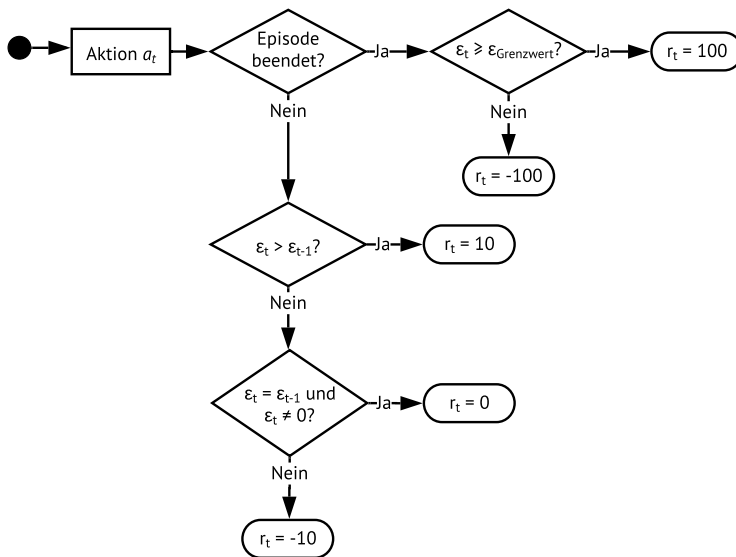 Aktion a_t
Episode
beendet?
Ja
ε_t ⩾ ε_Grenzwert?
Ja
r_t = 100
Nein
Nein
r_t = -100
ε_t > ε_t-1?
Ja
r_t = 10
Nein
ε_t = ε_t-1 und
ε_t ≠ 0?
Ja
r_t = 0
Nein
r_t = -10